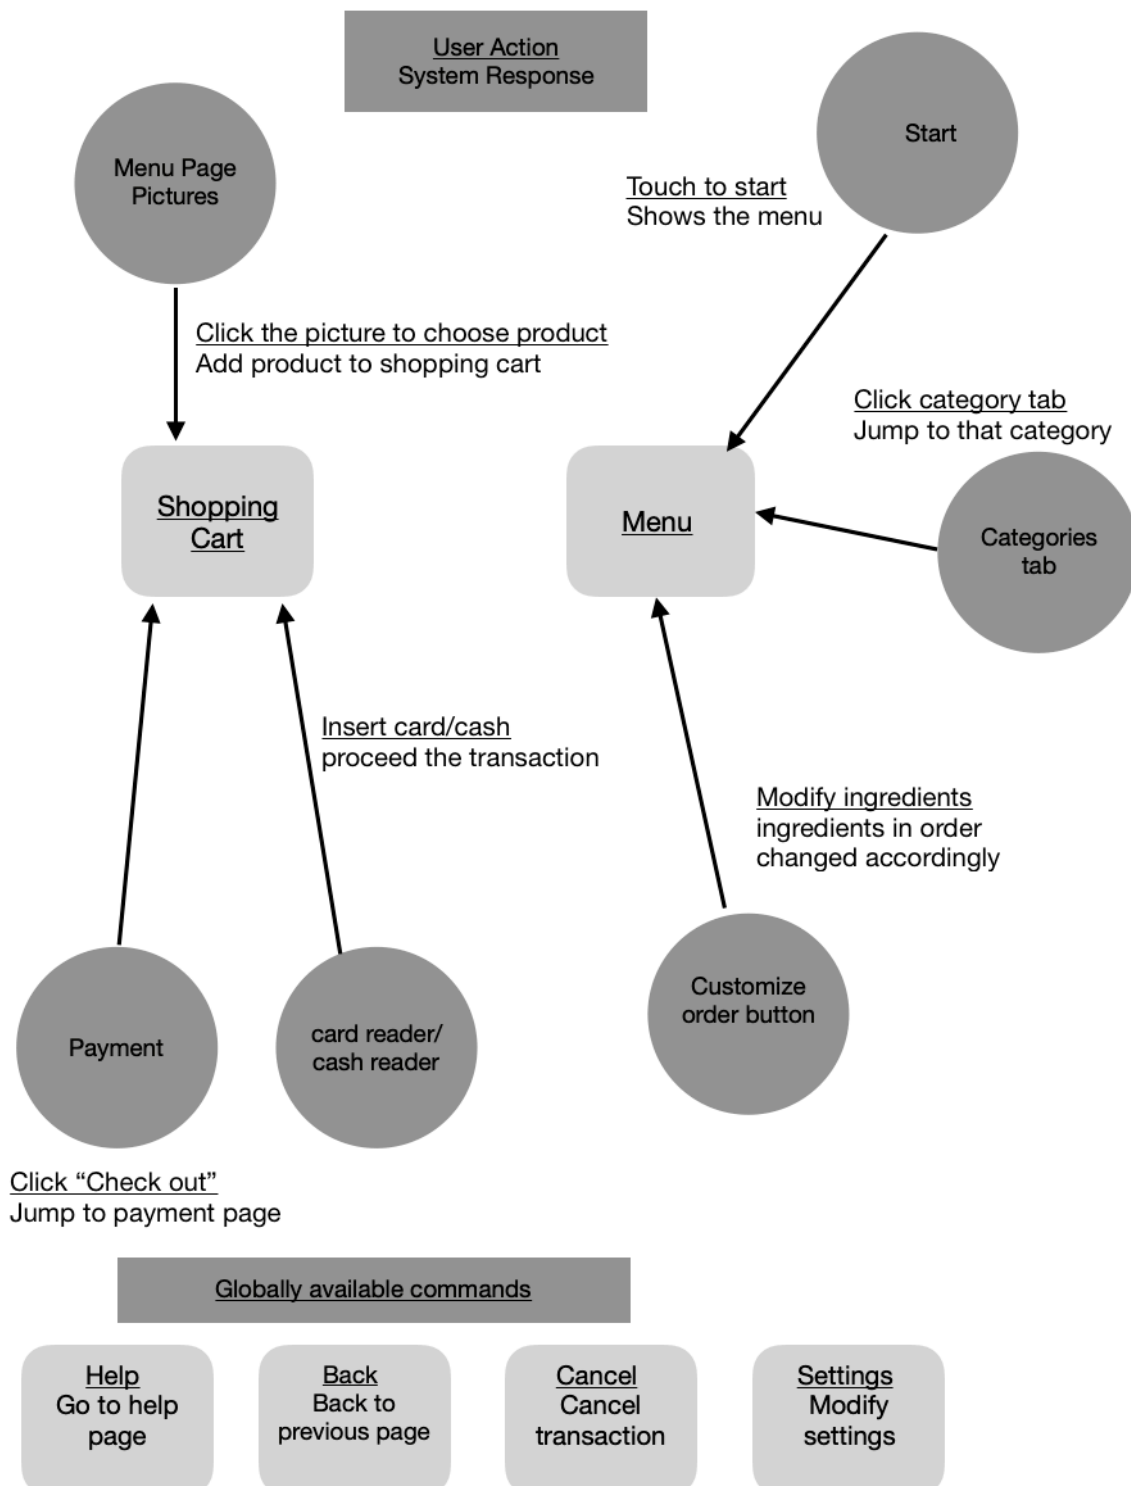 User Action
System Response
Start
Menu Page
Pictures
Touch to start
Shows the menu
Click the picture to choose product
Add product to shopping cart
Click category tab
Jump to that category
Shopping
Cart
Menu
Categories
tab
Insert card/cash
proceed the transaction
Modify ingredients
ingredients in order
changed accordingly
Payment
card reader/
cash reader
Customize
order button
Click “Check out”
Jump to payment page
Globally available commands
Help
Go to help
page
Back
Back to
previous page
Cancel
Cancel
transaction
Settings
Modify
settings